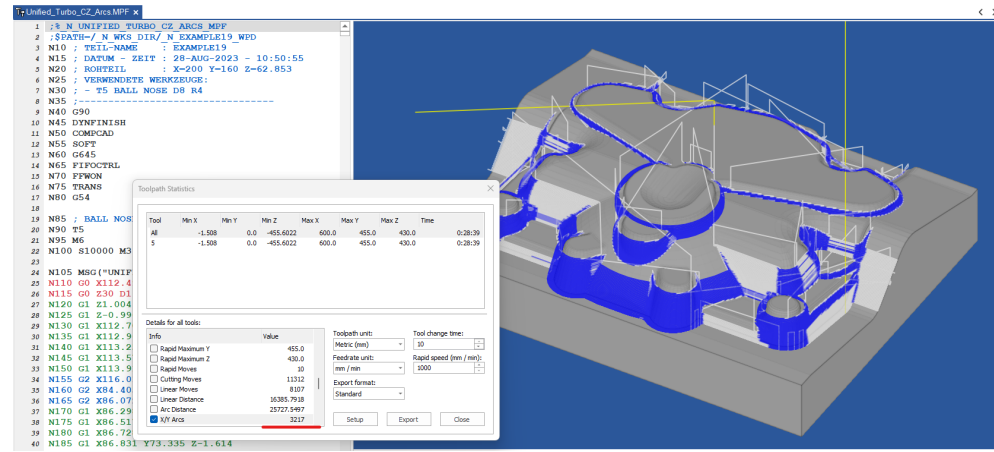 Unified_Turbo_CZ_Arcs.MPF ×
1 ;%_N_UNIFIED_TURBO_CZ_ARCS_MPF
2 ;$PATH=/_N_WKS_DIR/_N_EXAMPLE19_WPD
3 N10 ; TEIL-NAME : EXAMPLE19
4 N15 ; DATUM - ZEIT : 28-AUG-2023 - 10:50:55
5 N20 ; ROHTEIL : X=200 Y=160 Z=62.853
6 N25 ; VERWENDETE WERKZEUGE:
7 N30 ; - T5 BALL NOSE D8 R4
8 N35 ;---------------------------------
9 N40 G90
10 N45 DYNFINISH
11 N50 COMPCAD
12 N55 SOFT
13 N60 G645
14 N65 FIFOCTRL
15 N70 FFWON
16 N75 TRANS
17 N80 G54
18
19 N85 ; BALL NOS
20 N90 T5
21 N95 M6
22 N100 S10000 M3
23
24 N105 MSG("UNIF
25 N110 G0 X112.4
26 N115 G0 Z30 D1
27 N120 G1 Z1.004
28 N125 G1 Z-0.99
29 N130 G1 X112.7
30 N135 G1 X112.9
31 N140 G1 X113.2
32 N145 G1 X113.5
33 N150 G1 X113.9
34 N155 G2 X116.0
35 N160 G2 X84.40
36 N165 G2 X86.07
37 N170 G1 X86.29
38 N175 G1 X86.51
39 N180 G1 X86.72
40 N185 G1 X86.831 Y73.335 Z-1.614
Toolpath Statistics
Tool Min X Min Y Min Z Max X Max Y Max Z Time
All -1.508 0.0 -455.6022 600.0 455.0 430.0 0:28:39
5 -1.508 0.0 -455.6022 600.0 455.0 430.0 0:28:39
Details for all tools:
Info Value
Rapid Maximum Y 455.0
Rapid Maximum Z 430.0
Rapid Moves 10
Cutting Moves 11312
Linear Moves 8107
Linear Distance 16385.7918
Arc Distance 25727.5497
X/Y Arcs 3217
Toolpath unit: Tool change time:
Metric (mm) 10
Feedrate unit: Rapid speed (mm / min):
mm / min 1000
Export format:
Standard
Setup Export Close